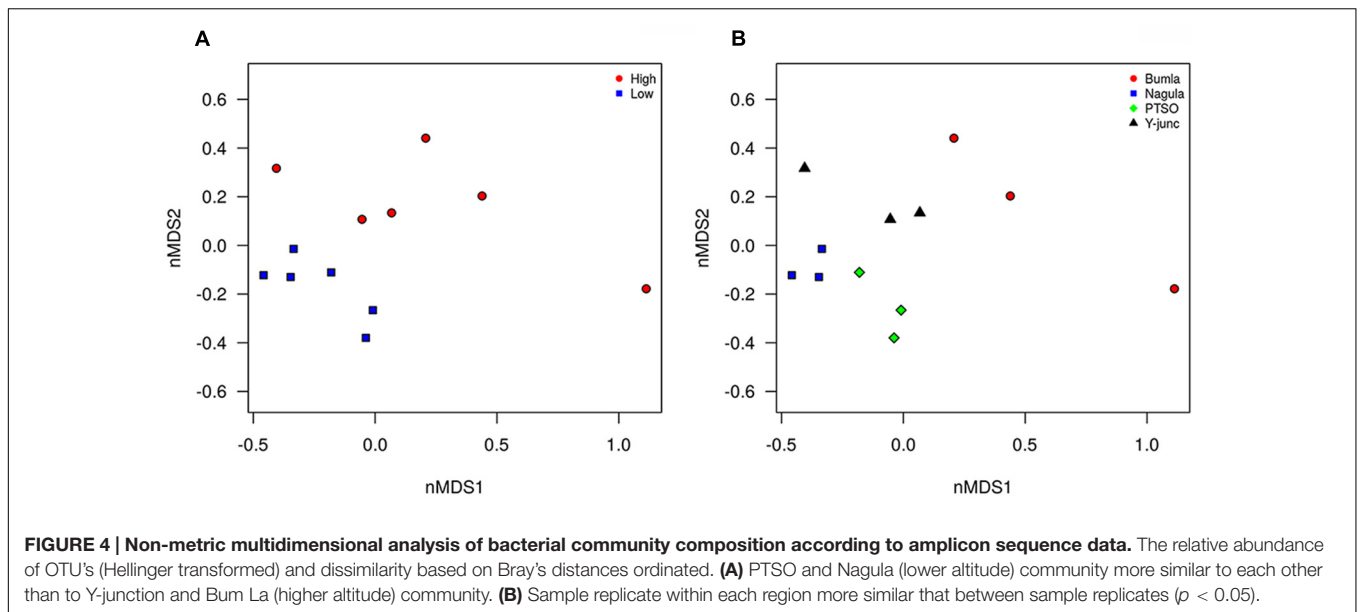 A
B
High
Low
0.6
0.4
0.2
0.0
-0.2
-0.4
-0.6
nMDS2
-0.5
0.0
0.5
1.0
nMDS1
Bumla
Nagula
PTSO
Y-junc
0.6
0.4
0.2
0.0
-0.2
-0.4
-0.6
nMDS2
-0.5
0.0
0.5
1.0
nMDS1
FIGURE 4 | Non-metric multidimensional analysis of bacterial community composition according to amplicon sequence data. The relative abundance
of OTU's (Hellinger transformed) and dissimilarity based on Bray's distances ordinated. (A) PTSO and Nagula (lower altitude) community more similar to each other
than to Y-junction and Bum La (higher altitude) community. (B) Sample replicate within each region more similar that between sample replicates (p < 0.05).